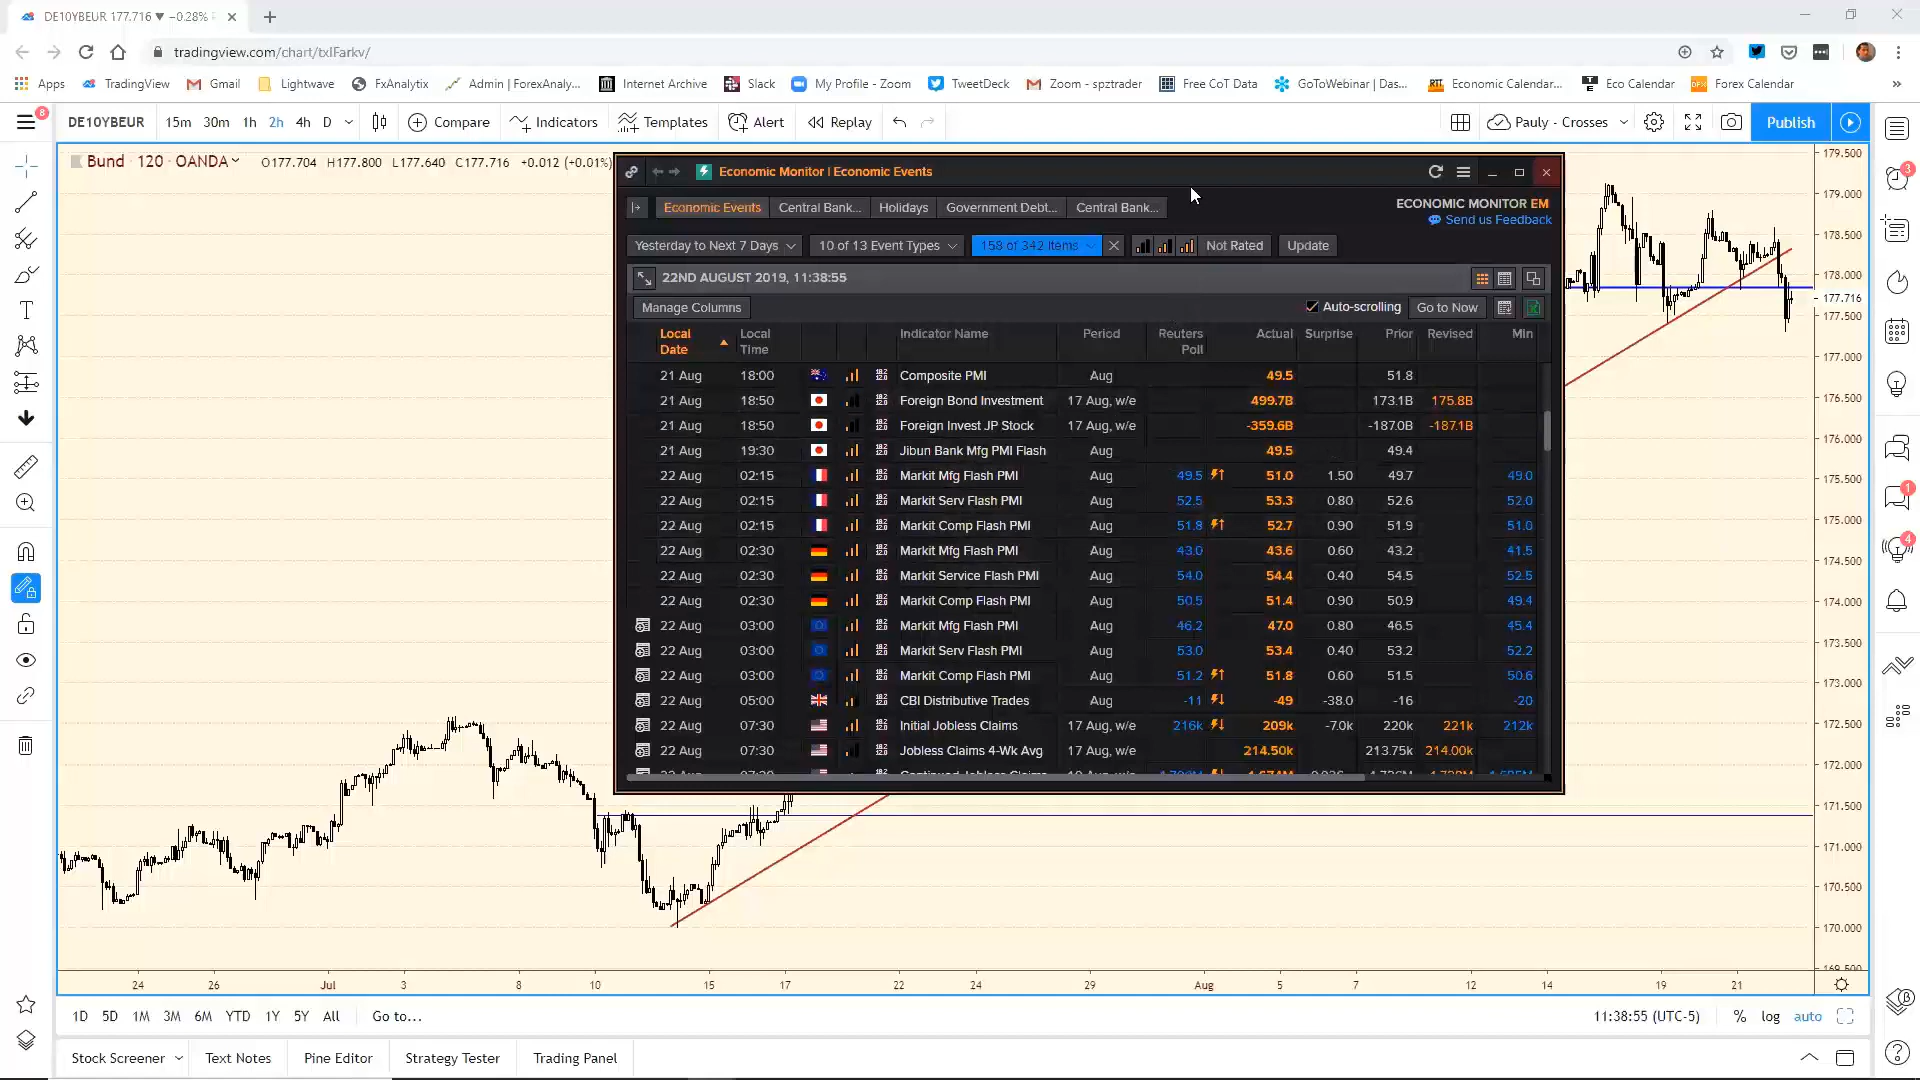 DE10YBEUR 177.716 ▼ −0.28%
tradingview.com/chart/txlFarkv/
Apps TradingView Gmail Lightwave FxAnalytix Admin | ForexAnaly... Internet Archive Slack My Profile - Zoom TweetDeck Zoom - spztrader Free CoT Data GoToWebinar | Das... Economic Calendar... Eco Calendar Forex Calendar »
8 DE10YBEUR 15m 30m 1h 2h 4h D Compare Indicators Templates Alert Replay Pauly - Crosses Publish
Bund · 120 · OANDA O177.704 H177.800 L177.640 C177.716 +0.012 (+0.01%)
Economic Monitor | Economic Events
Economic Events Central Bank... Holidays Government Debt... Central Bank... ECONOMIC MONITOR EM
Send us Feedback
Yesterday to Next 7 Days 10 of 13 Event Types 158 of 342 Items Not Rated Update
22ND AUGUST 2019, 11:38:55
Manage Columns Auto-scrolling Go to Now
Local Date Local Time Indicator Name Period Reuters Poll Actual Surprise Prior Revised Min
21 Aug 18:00 Composite PMI Aug 49.5 51.8
21 Aug 18:50 Foreign Bond Investment 17 Aug, w/e 499.7B 173.1B 175.8B
21 Aug 18:50 Foreign Invest JP Stock 17 Aug, w/e -359.6B -187.0B -187.1B
21 Aug 19:30 Jibun Bank Mfg PMI Flash Aug 49.5 49.4
22 Aug 02:15 Markit Mfg Flash PMI Aug 49.5 51.0 1.50 49.7 49.0
22 Aug 02:15 Markit Serv Flash PMI Aug 52.5 53.3 0.80 52.6 52.0
22 Aug 02:15 Markit Comp Flash PMI Aug 51.8 52.7 0.90 51.9 51.0
22 Aug 02:30 Markit Mfg Flash PMI Aug 43.0 43.6 0.60 43.2 41.5
22 Aug 02:30 Markit Service Flash PMI Aug 54.0 54.4 0.40 54.5 52.5
22 Aug 02:30 Markit Comp Flash PMI Aug 50.5 51.4 0.90 50.9 49.4
22 Aug 03:00 Markit Mfg Flash PMI Aug 46.2 47.0 0.80 46.5 45.4
22 Aug 03:00 Markit Serv Flash PMI Aug 53.0 53.4 0.40 53.2 52.2
22 Aug 03:00 Markit Comp Flash PMI Aug 51.2 51.8 0.60 51.5 50.6
22 Aug 05:00 CBI Distributive Trades Aug -11 -49 -38.0 -16 -20
22 Aug 07:30 Initial Jobless Claims 17 Aug, w/e 216k 209k -7.0k 220k 221k 212k
22 Aug 07:30 Jobless Claims 4-Wk Avg 17 Aug, w/e 214.50k 213.75k 214.00k
179.500
179.000
178.500
178.000
177.716
177.500
177.000
176.500
176.000
175.500
175.000
174.500
174.000
173.500
173.000
172.500
172.000
171.500
171.000
170.500
170.000
169.500
3
1
4
24 26 Jul 3 8 10 15 17 22 24 29 Aug 5 7 12 14 19 21
1D 5D 1M 3M 6M YTD 1Y 5Y All Go to... 11:38:55 (UTC-5) % log auto
Stock Screener Text Notes Pine Editor Strategy Tester Trading Panel